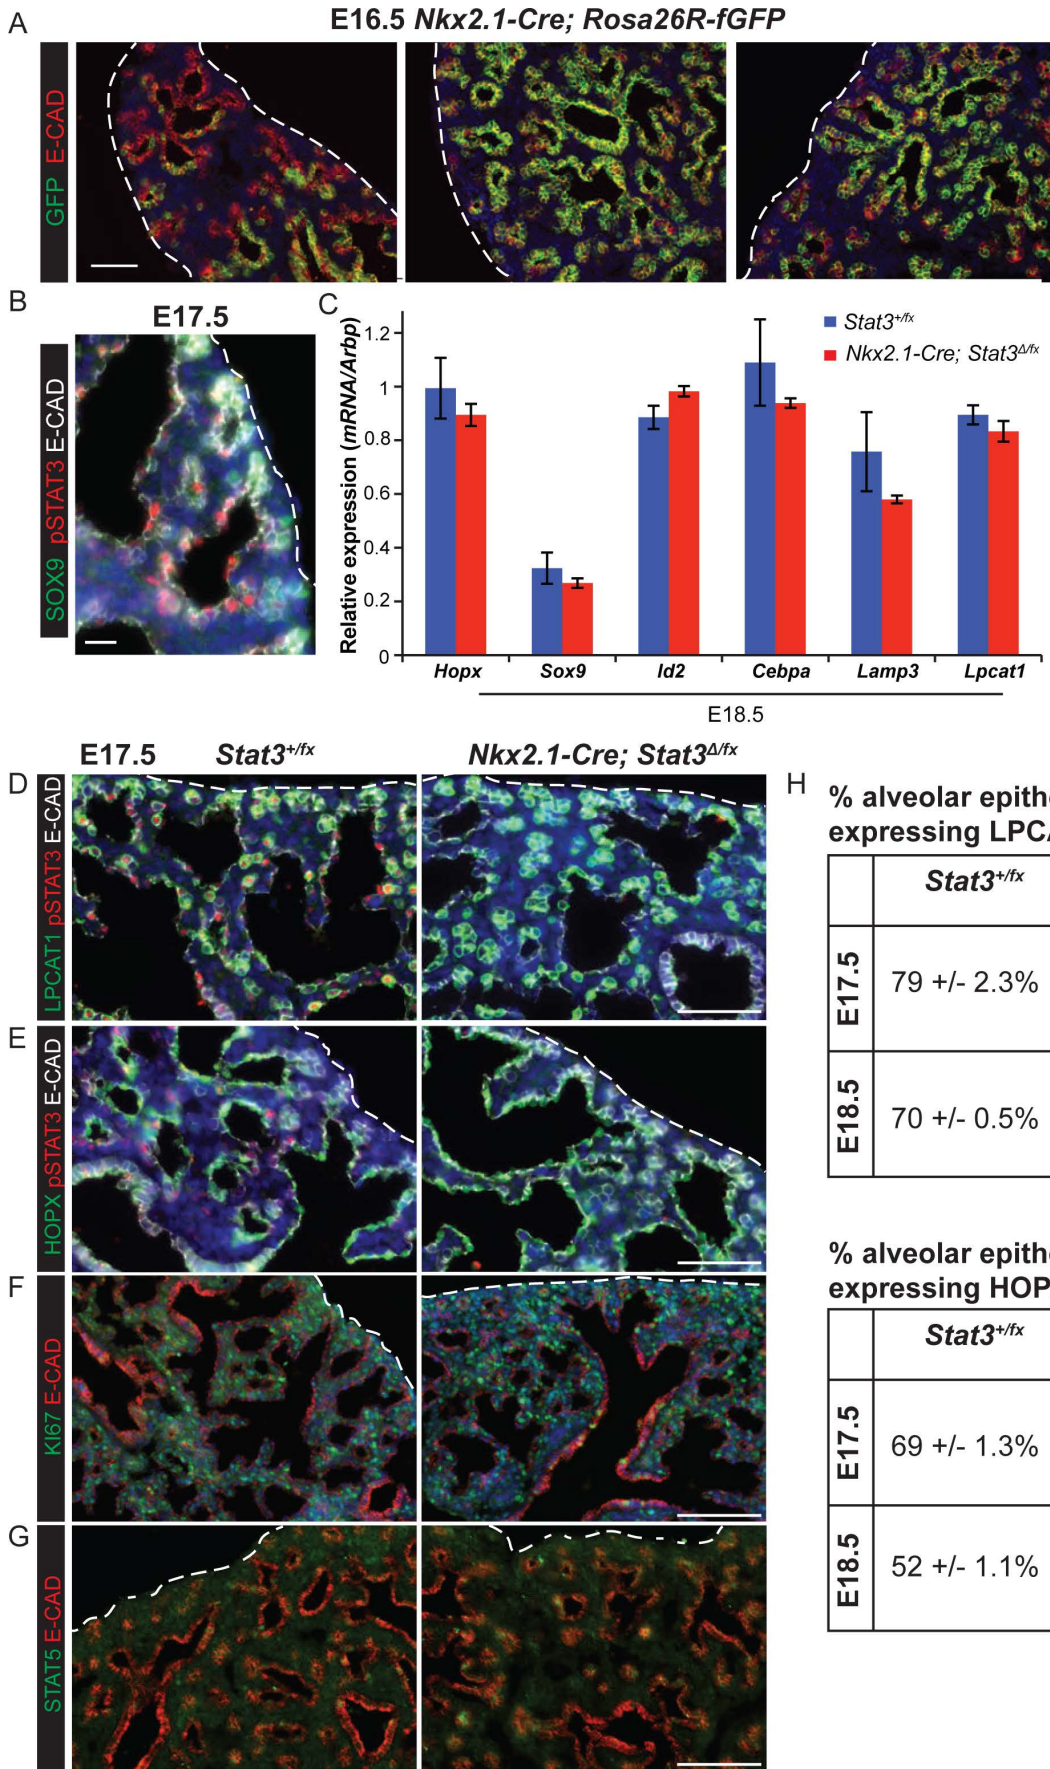 A
E16.5 Nkx2.1-Cre; Rosa26R-fGFP
GFP E-CAD
B
E17.5
SOX9 pSTAT3 E-CAD
C
Relative expression (mRNA/Arbp)
1.2
1
0.8
0.6
0.4
0.2
0
Stat3+/fx
Nkx2.1-Cre; Stat3Δ/fx
Hopx Sox9 Id2 Cebpa Lamp3 Lpcat1
E18.5
E17.5 Stat3+/fx Nkx2.1-Cre; Stat3Δ/fx
D
LPCAT1 pSTAT3 E-CAD
E
HOPX pSTAT3 E-CAD
F
KI67 E-CAD
G
STAT5 E-CAD
H
% alveolar epithe
expressing LPCA
Stat3+/fx
E17.5 79 +/- 2.3%
E18.5 70 +/- 0.5%
% alveolar epithe
expressing HOP
Stat3+/fx
E17.5 69 +/- 1.3%
E18.5 52 +/- 1.1%